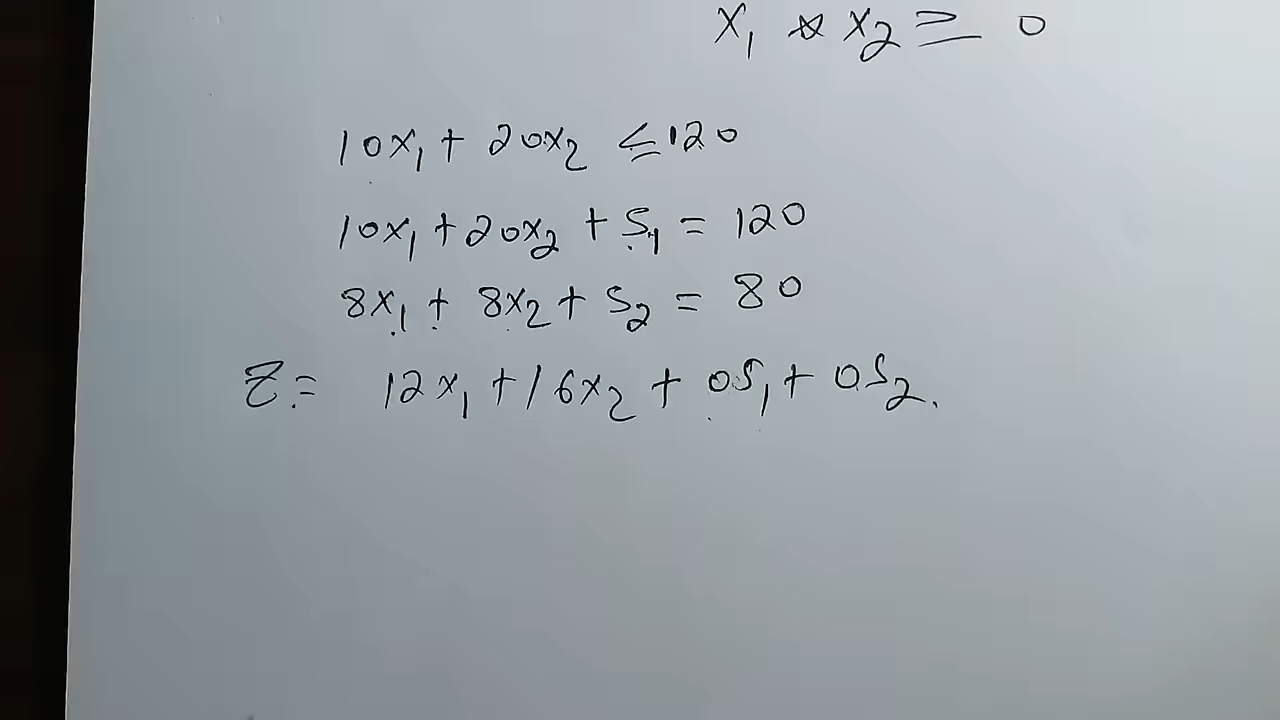 x₁ & x₂ ≥ 0
10x₁ + 20x₂ ≤ 120
10x₁ + 20x₂ + S₁ = 120
8x₁ + 8x₂ + S₂ = 80
Z = 12x₁ + 16x₂ + 0S₁ + 0S₂.